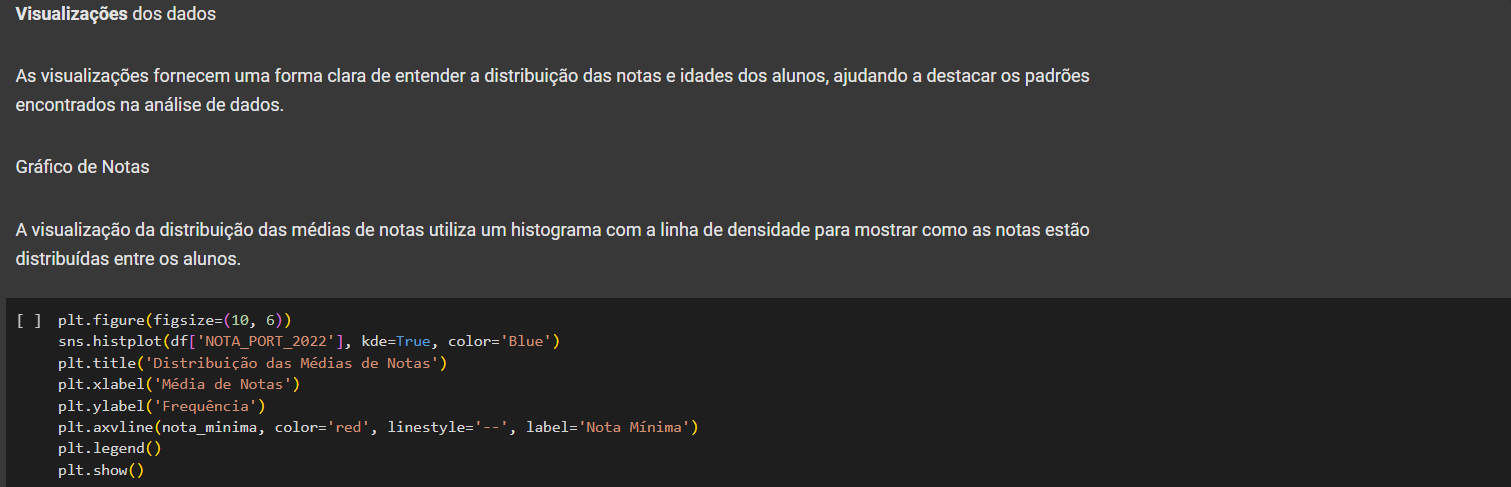 Visualizações dos dados
As visualizações fornecem uma forma clara de entender a distribuição das notas e idades dos alunos, ajudando a destacar os padrões
encontrados na análise de dados.
Gráfico de Notas
A visualização da distribuição das médias de notas utiliza um histograma com a linha de densidade para mostrar como as notas estão
distribuídas entre os alunos.
[ ] plt.figure(figsize=(10, 6))
sns.histplot(df['NOTA_PORT_2022'], kde=True, color='Blue')
plt.title('Distribuição das Médias de Notas')
plt.xlabel('Média de Notas')
plt.ylabel('Frequência')
plt.axvline(nota_minima, color='red', linestyle='--', label='Nota Mínima')
plt.legend()
plt.show()